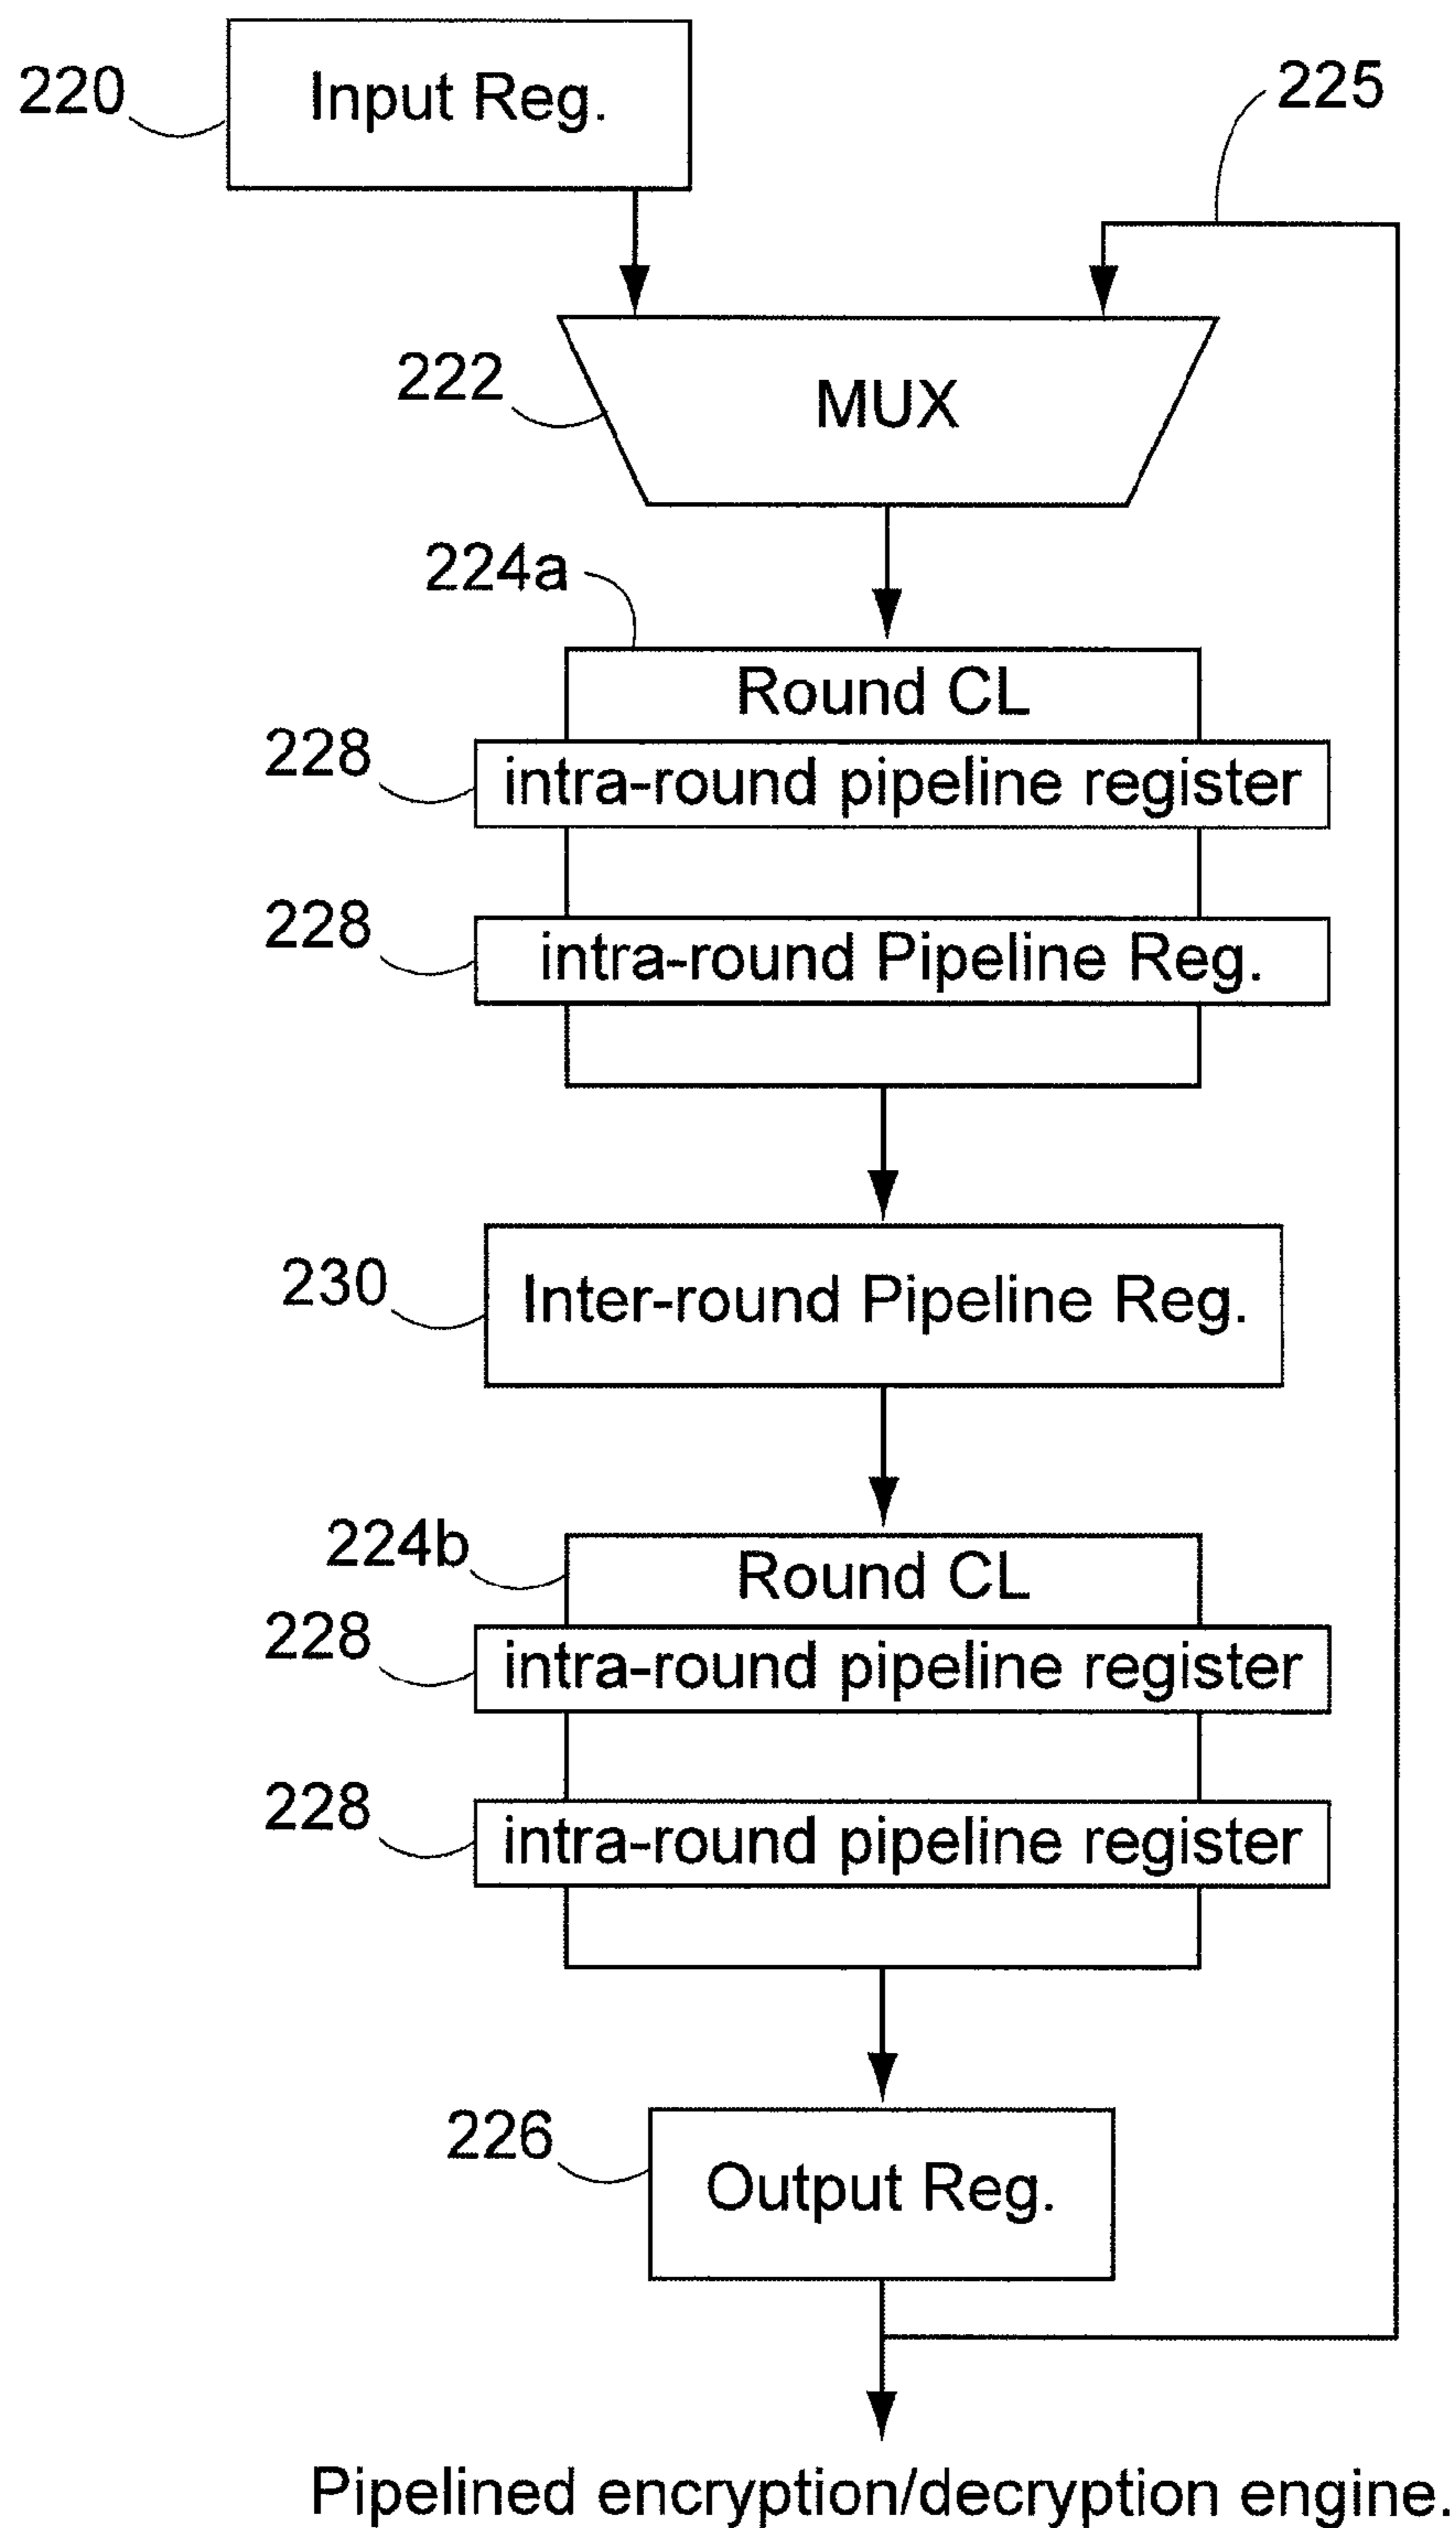 220
Input Reg.
225
222
MUX
224a
Round CL
228
intra-round pipeline register
228
intra-round Pipeline Reg.
230
Inter-round Pipeline Reg.
224b
Round CL
228
intra-round pipeline register
228
intra-round pipeline register
226
Output Reg.
Pipelined encryption/decryption engine.